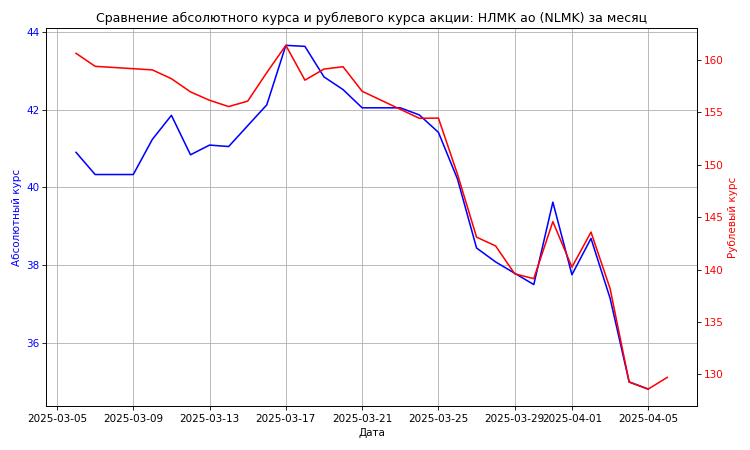 Сравнение абсолютного курса и рублевого курса акции: НЛМК ао (NLMK) за месяц
44
42
40
38
36
Абсолютный курс
160
155
150
145
140
135
130
Рублевый курс
2025-03-05 2025-03-09 2025-03-13 2025-03-17 2025-03-21 2025-03-25 2025-03-29 2025-04-01 2025-04-05
Дата